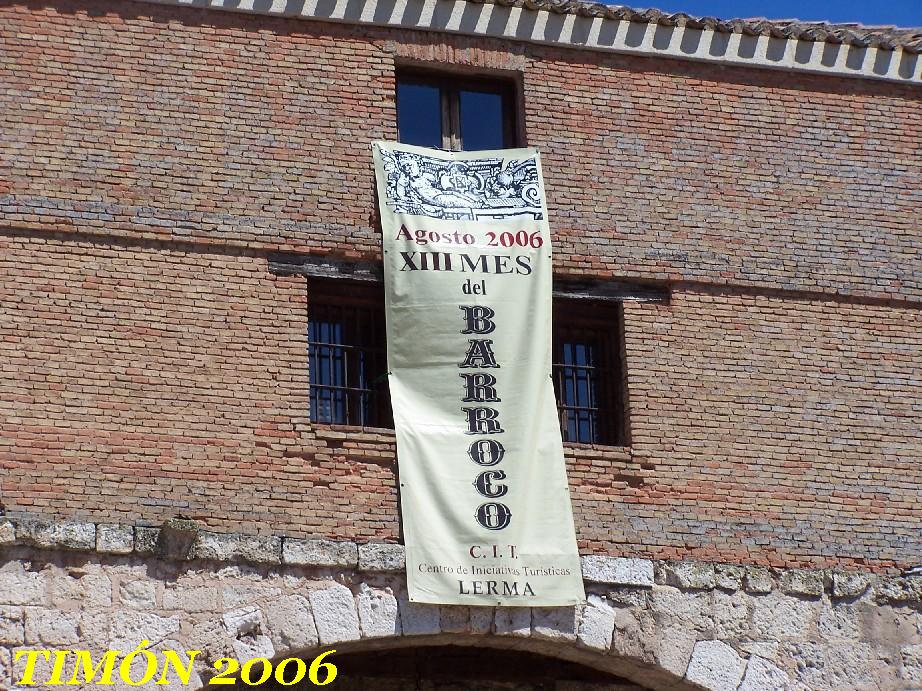 Agosto 2006
XIII MES
del
BARROCO
C. I. T.
Centro de Iniciativas Turísticas
LERMA
TIMÓN 2006